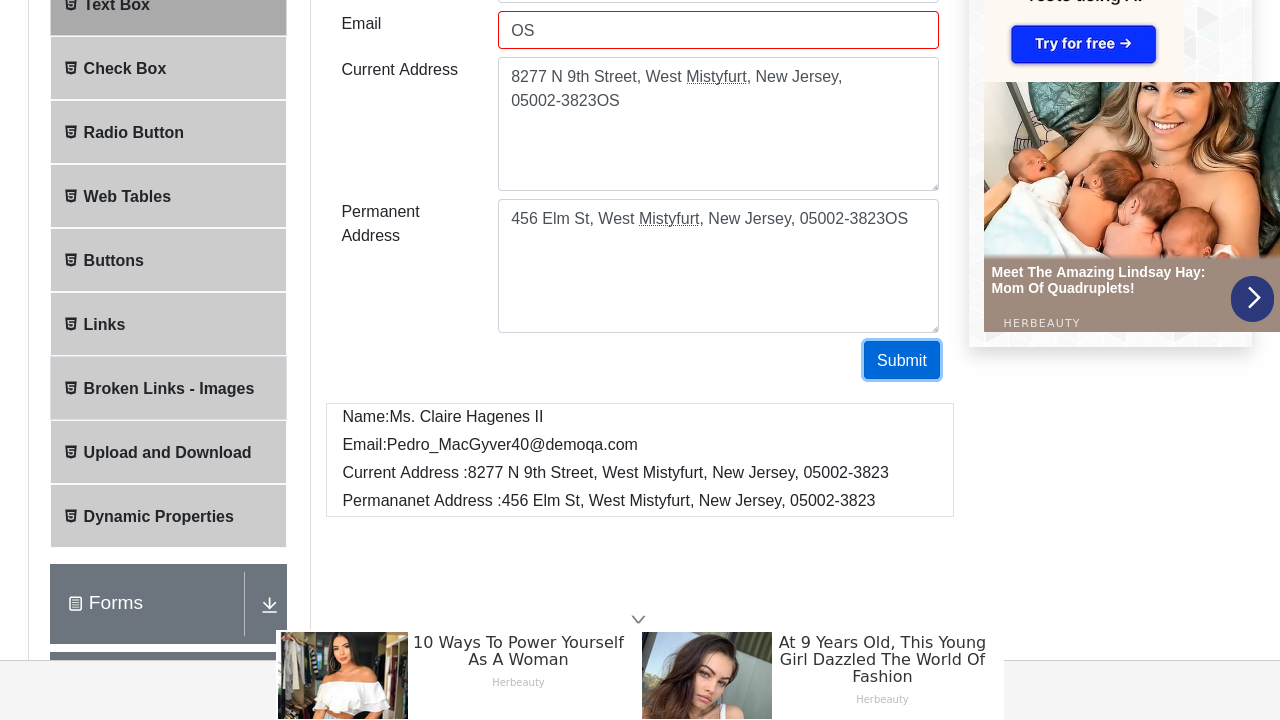 Text Box
Check Box
Radio Button
Web Tables
Buttons
Links
Broken Links - Images
Upload and Download
Dynamic Properties
Forms
Email
OS
Current Address
8277 N 9th Street, West Mistyfurt, New Jersey,
05002-3823OS
Permanent
Address
456 Elm St, West Mistyfurt, New Jersey, 05002-3823OS
Submit
Name:Ms. Claire Hagenes II
Email:Pedro_MacGyver40@demoqa.com
Current Address :8277 N 9th Street, West Mistyfurt, New Jersey, 05002-3823
Permananet Address :456 Elm St, West Mistyfurt, New Jersey, 05002-3823
Try for free →
Meet The Amazing Lindsay Hay:
Mom Of Quadruplets!
HERBEAUTY
10 Ways To Power Yourself
As A Woman
Herbeauty
At 9 Years Old, This Young
Girl Dazzled The World Of
Fashion
Herbeauty